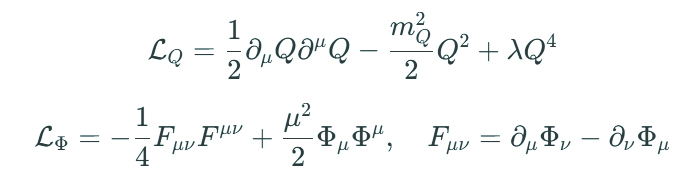 $\mathcal{L}_Q = \frac{1}{2}\partial_\mu Q \partial^\mu Q - \frac{m_Q^2}{2}Q^2 + \lambda Q^4$
$\mathcal{L}_\Phi = -\frac{1}{4}F_{\mu\nu}F^{\mu\nu} + \frac{\mu^2}{2}\Phi_\mu\Phi^\mu, \quad F_{\mu\nu} = \partial_\mu\Phi_\nu - \partial_\nu\Phi_\mu$